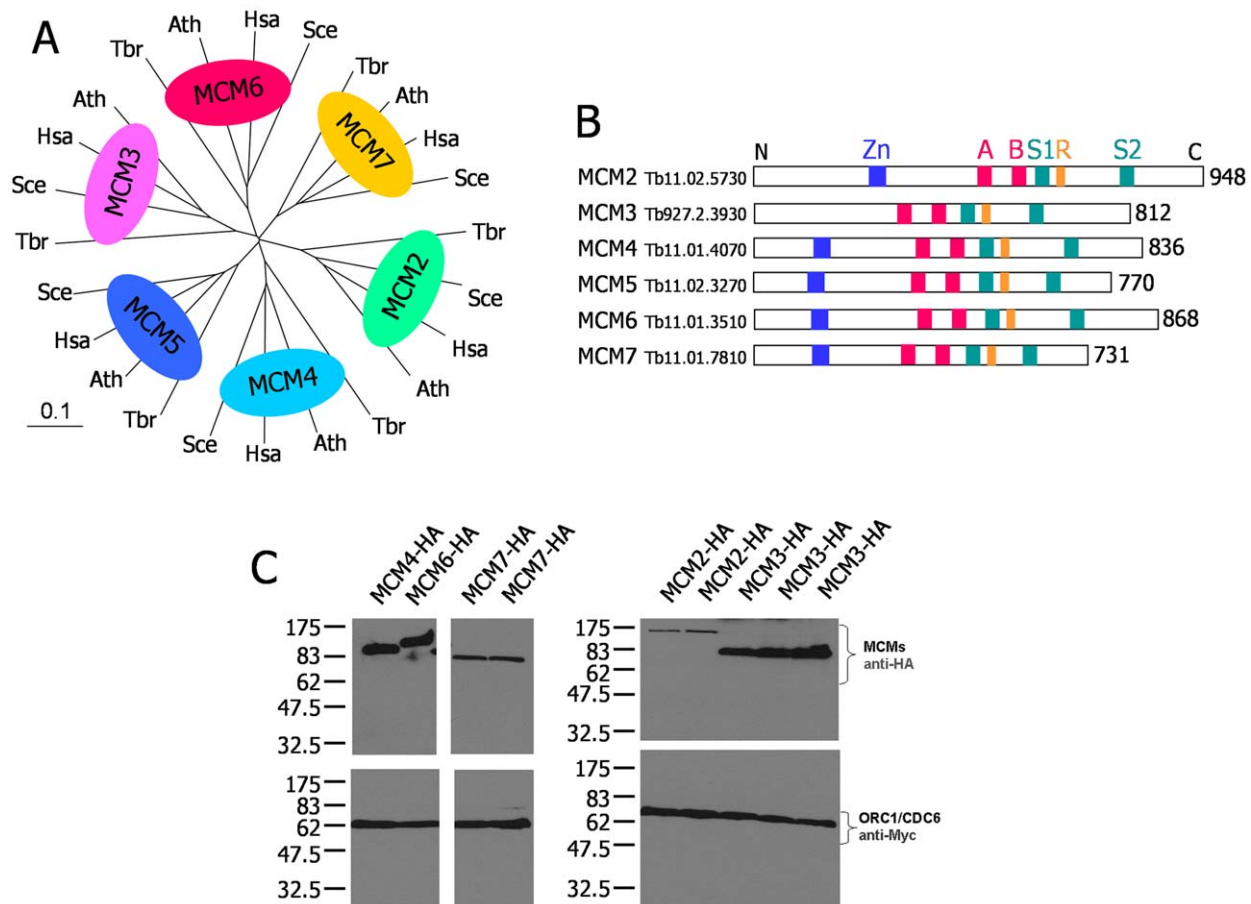 A
Tbr
Ath
Hsa
Sce
MCM6
Tbr
Ath
Hsa
Sce
MCM7
Ath
Hsa
Sce
Tbr
MCM3
Tbr
Sce
Hsa
Ath
MCM2
Sce
Hsa
Ath
Tbr
MCM5
Sce
Hsa
Ath
Tbr
MCM4
0.1
B
N Zn A B S1 R S2 C
MCM2 Tb11.02.5730 948
MCM3 Tb927.2.3930 812
MCM4 Tb11.01.4070 836
MCM5 Tb11.02.3270 770
MCM6 Tb11.01.3510 868
MCM7 Tb11.01.7810 731
C
MCM4-HA
MCM6-HA
MCM7-HA
MCM7-HA
175
83
62
47.5
32.5
175
83
62
47.5
32.5
MCM2-HA
MCM2-HA
MCM3-HA
MCM3-HA
MCM3-HA
175
83
62
47.5
32.5
MCMs
anti-HA
175
83
62
47.5
32.5
ORC1/CDC6
anti-Myc